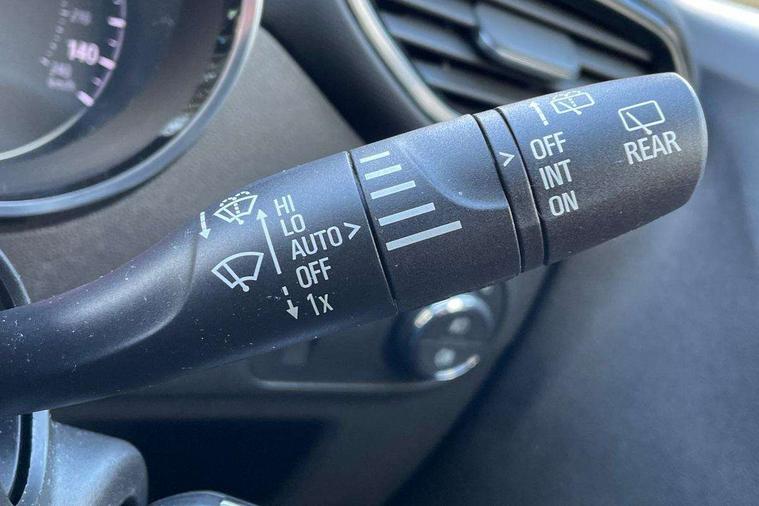 140
HI
LO
AUTO >
OFF
1x
>
OFF
INT
ON
REAR